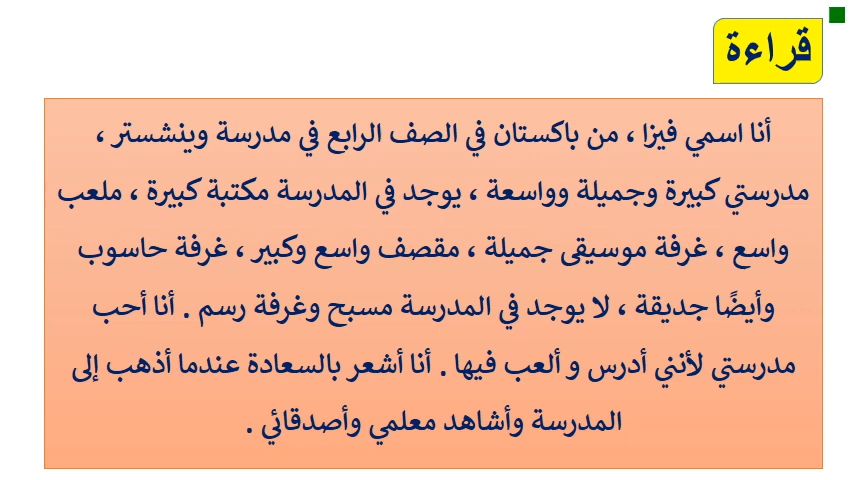 قراءة
أنا اسمي فيزا ، من باكستان في الصف الرابع في مدرسة وينشستر ،
مدرستي كبيرة وجميلة وواسعة ، يوجد في المدرسة مكتبة كبيرة ، ملعب
واسع ، غرفة موسيقى جميلة ، مقصف واسع وكبير ، غرفة حاسوب
وأيضًا جديقة ، لا يوجد في المدرسة مسبح وغرفة رسم . أنا أحب
مدرستي لأنني أدرس و ألعب فيها . أنا أشعر بالسعادة عندما أذهب إلى
المدرسة وأشاهد معلمي وأصدقائي .